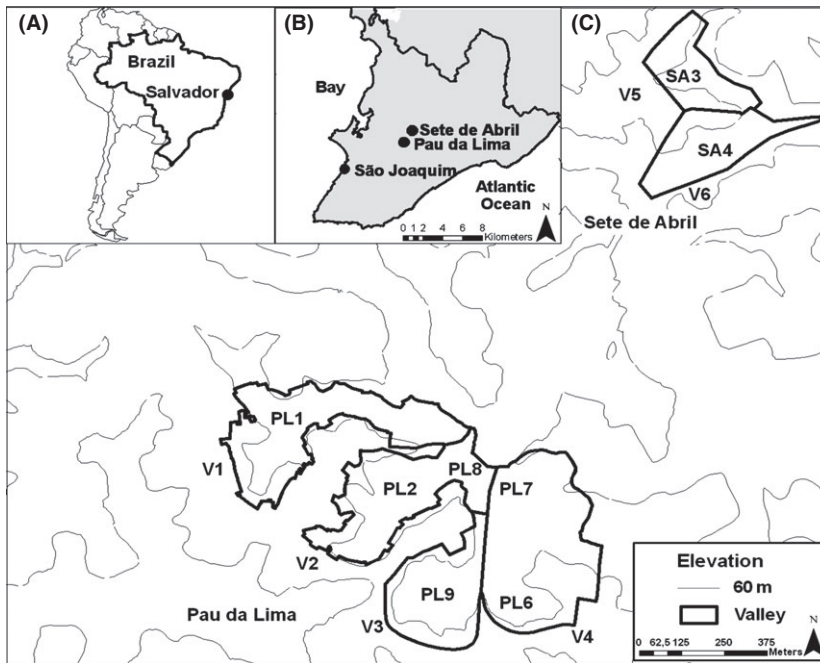 (A)
Brazil
Salvador
(B)
Bay
Sete de Abril
Pau da Lima
São Joaquim
Atlantic
Ocean
N
0 1 2 4 6 8
Kilometers
(C)
SA3
V5
SA4
V6
Sete de Abril
PL1
V1
PL8
PL2
PL7
V2
PL9
PL6
Pau da Lima
V3
V4
Elevation
60 m
Valley
N
0 62,5 125 250 375
Meters